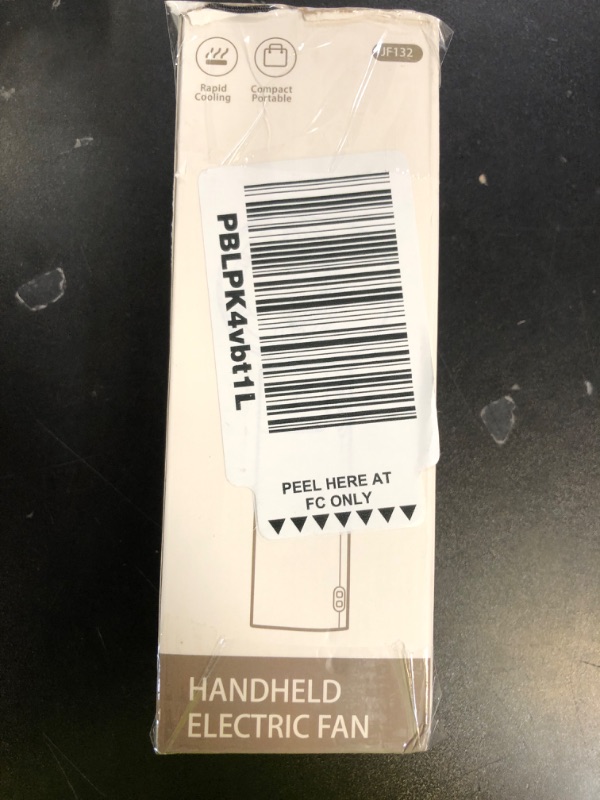 Rapid
Cooling
Compact
Portable
JF132
PBLPK4vbt1L
PEEL HERE AT
FC ONLY
HANDHELD
ELECTRIC FAN